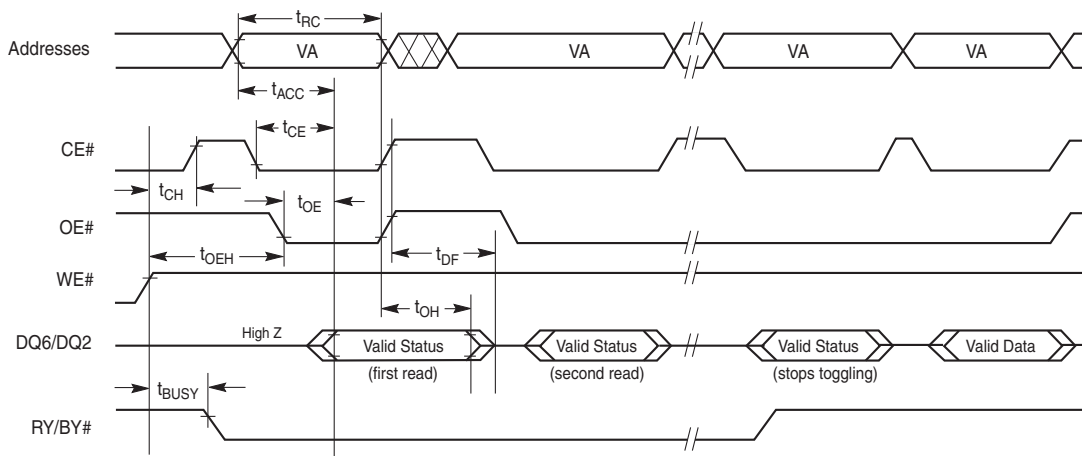 tRC
Addresses VA VA VA VA
tACC
tCE
CE#
tCH
tOE
OE#
tOEH
tDF
WE#
tOH
High Z
DQ6/DQ2 Valid Status Valid Status Valid Status Valid Data
(first read) (second read) (stops toggling)
tBUSY
RY/BY#